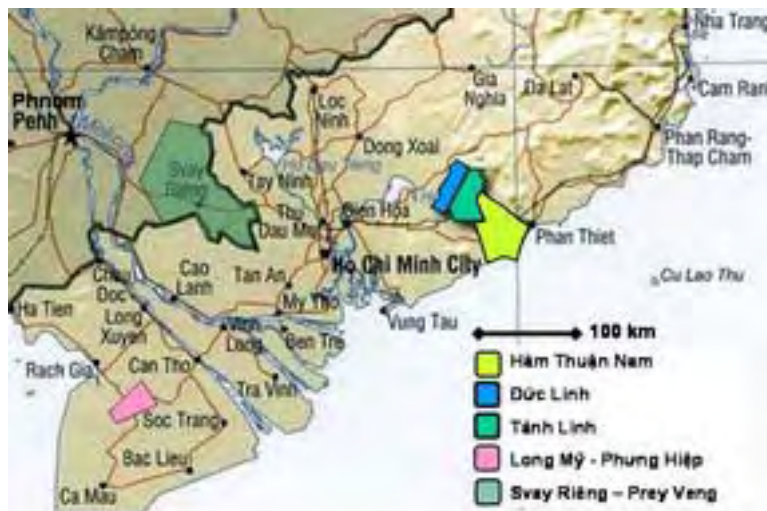 Kâmpóng
Cham
Phnom
Penh
Svay
Rieng
Loc
Ninh
Gia
Nghia
Da Lat
Nha Trang
Cam Ran
Phan Rang-
Thap Cham
Dong Xoai
Tay Ninh
Thu
Dau Mot
Bien Hoa
Ho Chi Minh City
Phan Thiet
Cu Lao Thu
Vung Tau
Tan An
My Tho
Cao
Lanh
Chau
Doc
Long
Xuyen
Ha Tien
Rach Gia
Can Tho
Vinh
Long
Ben Tre
Tra Vinh
Soc Trang
Bac Lieu
Ca Mau
100 km
Hàm Thuận Nam
Đức Linh
Tánh Linh
Long Mỹ - Phụng Hiệp
Svay Riêng – Prey Veng